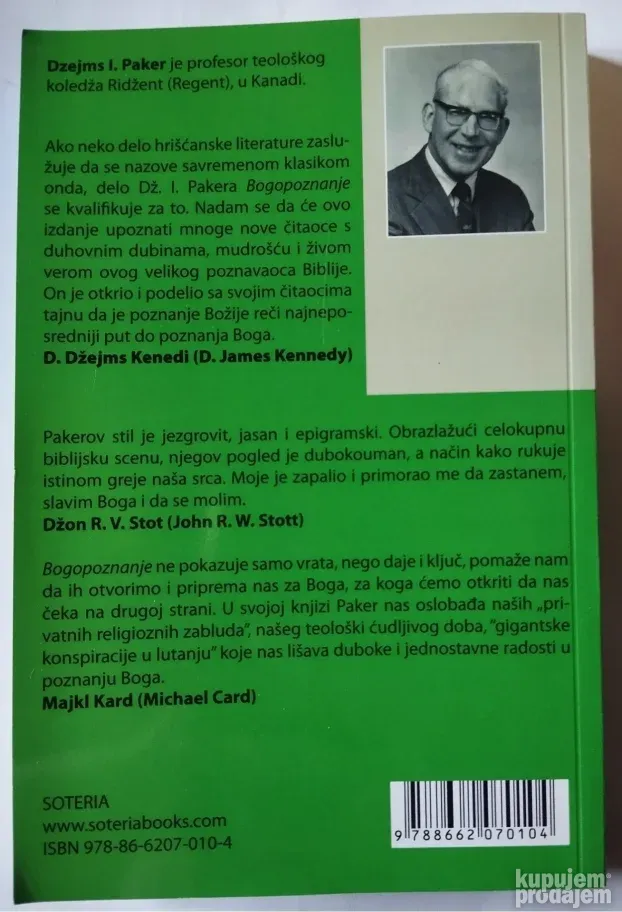 Dzejms I. Paker je profesor teološkog
koledža Ridžent (Regent), u Kanadi.
Ako neko delo hrišćanske literature zaslu-
žuje da se nazove savremenom klasikom
onda, delo Dž. I. Pakera Bogopoznanje
se kvalifikuje za to. Nadam se da će ovo
izdanje upoznati mnoge nove čitaoce s
duhovnim dubinama, mudrošću i živom
verom ovog velikog poznavaoca Biblije.
On je otkrio i podelio sa svojim čitaocima
tajnu da je poznanje Božije reči najnepo-
sredniji put do poznanja Boga.
D. Džejms Kenedi (D. James Kennedy)
Pakerov stil je jezgrovit, jasan i epigramski. Obrazlažući celokupnu
biblijsku scenu, njegov pogled je dubokouman, a način kako rukuje
istinom greje naša srca. Moje je zapalio i primorao me da zastanem,
slavim Boga i da se molim.
Džon R. V. Stot (John R. W. Stott)
Bogopoznanje ne pokazuje samo vrata, nego daje i ključ, pomaže nam
da ih otvorimo i priprema nas za Boga, za koga ćemo otkriti da nas
čeka na drugoj strani. U svojoj knjizi Paker nas oslobađa naših „pri-
vatnih religioznih zabluda“, našeg teološki ćudljivog doba, “gigantske
konspiracije u lutanju“ koje nas lišava duboke i jednostavne radosti u
poznanju Boga.
Majkl Kard (Michael Card)
SOTERIA
www.soteriabooks.com
ISBN 978-86-6207-010-4
9 788662 070104
kupujem
prodajem